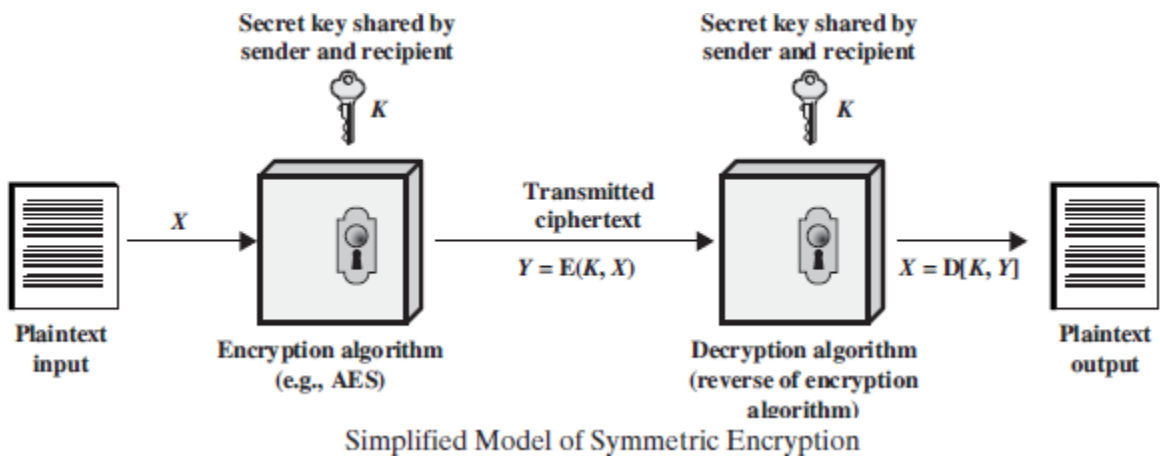 Secret key shared by
sender and recipient
K
Secret key shared by
sender and recipient
K
X
Transmitted
ciphertext
Y = E(K, X)
X = D[K, Y]
Plaintext
input
Encryption algorithm
(e.g., AES)
Decryption algorithm
(reverse of encryption
algorithm)
Plaintext
output
Simplified Model of Symmetric Encryption